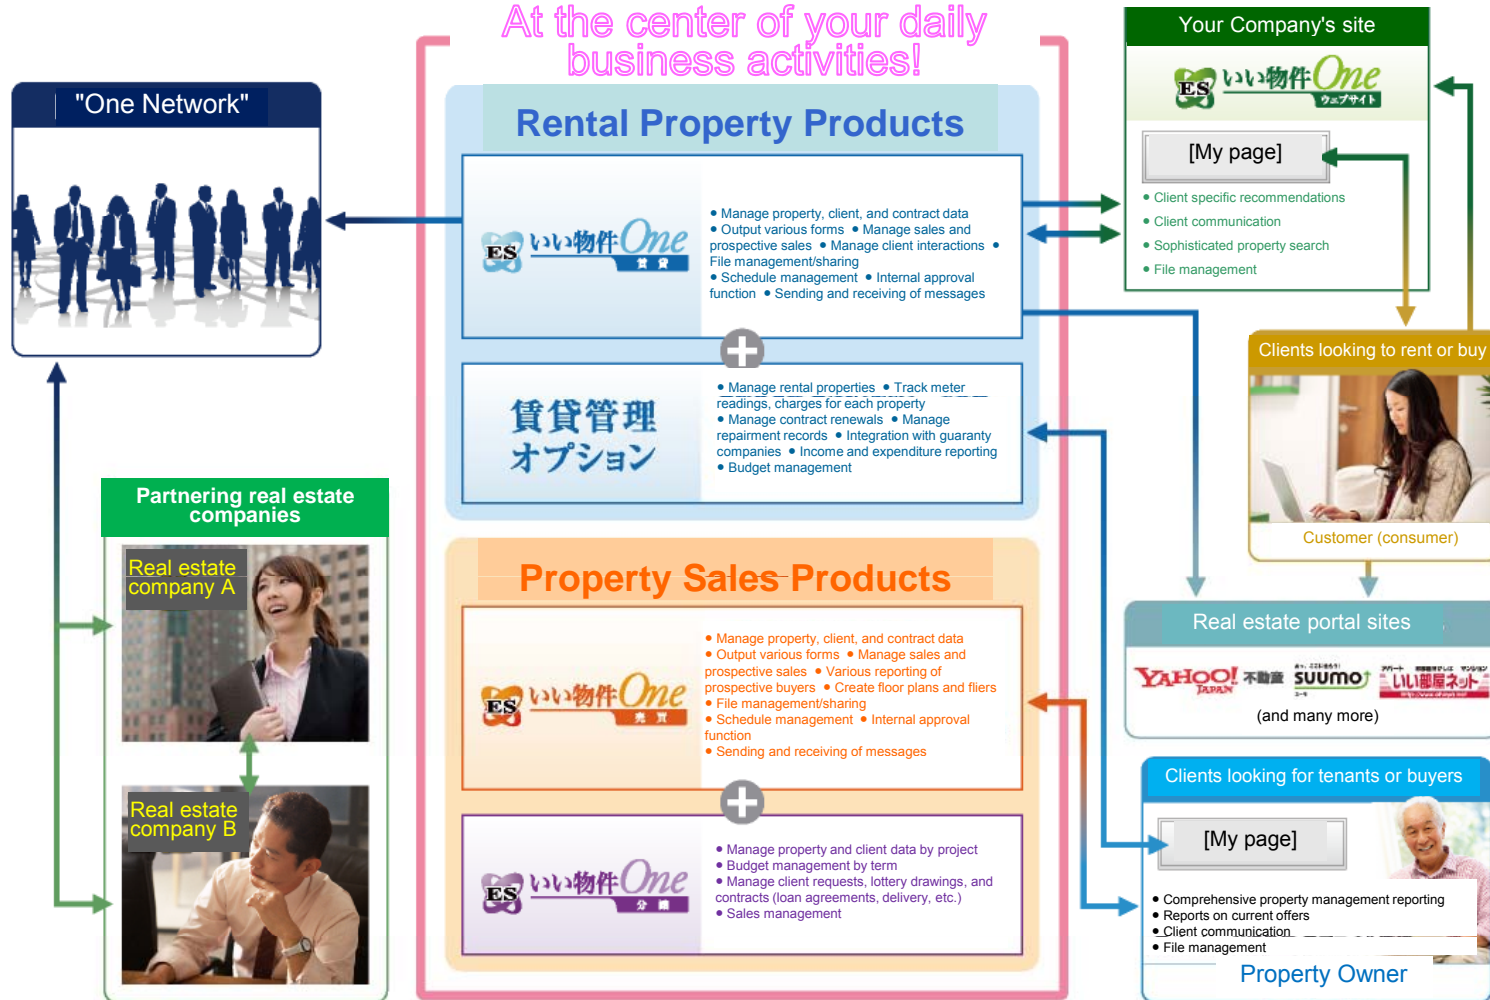 At the center of your daily
business activities!
"One Network"
Rental Property Products
ES いい物件One
賃貸
● Manage property, client, and contract data
● Output various forms ● Manage sales and
prospective sales ● Manage client interactions ●
File management/sharing
● Schedule management ● Internal approval
function ● Sending and receiving of messages
賃貸管理
オプション
● Manage rental properties ● Track meter
readings, charges for each property
● Manage contract renewals ● Manage
repairment records ● Integration with guaranty
companies ● Income and expenditure reporting
● Budget management
Partnering real estate
companies
Real estate
company A
Real estate
company B
Property Sales Products
ES いい物件One
売買
● Manage property, client, and contract data
● Output various forms ● Manage sales and
prospective sales ● Various reporting of
prospective buyers ● Create floor plans and fliers
● File management/sharing
● Schedule management ● Internal approval
function
● Sending and receiving of messages
ES いい物件One
分譲
● Manage property and client data by project
● Budget management by term
● Manage client requests, lottery drawings, and
contracts (loan agreements, delivery, etc.)
● Sales management
Your Company's site
ES いい物件One
ウェブサイト
[My page]
● Client specific recommendations
● Client communication
● Sophisticated property search
● File management
Clients looking to rent or buy
Customer (consumer)
Real estate portal sites
YAHOO! 不動産
JAPAN
SUUMO
スーモ
いい部屋ネット
(and many more)
Clients looking for tenants or buyers
[My page]
● Comprehensive property management reporting
● Reports on current offers
● Client communication
● File management
Property Owner